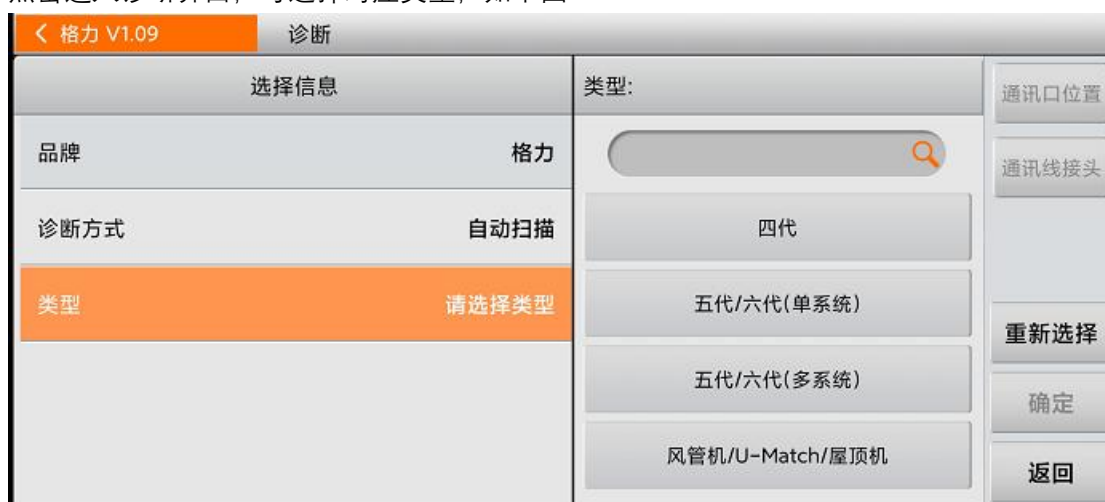 格力 V1.09
诊断
选择信息
品牌 格力
诊断方式 自动扫描
类型 请选择类型
类型:
四代
五代/六代(单系统)
五代/六代(多系统)
风管机/U-Match/屋顶机
通讯口位置
通讯线接头
重新选择
确定
返回